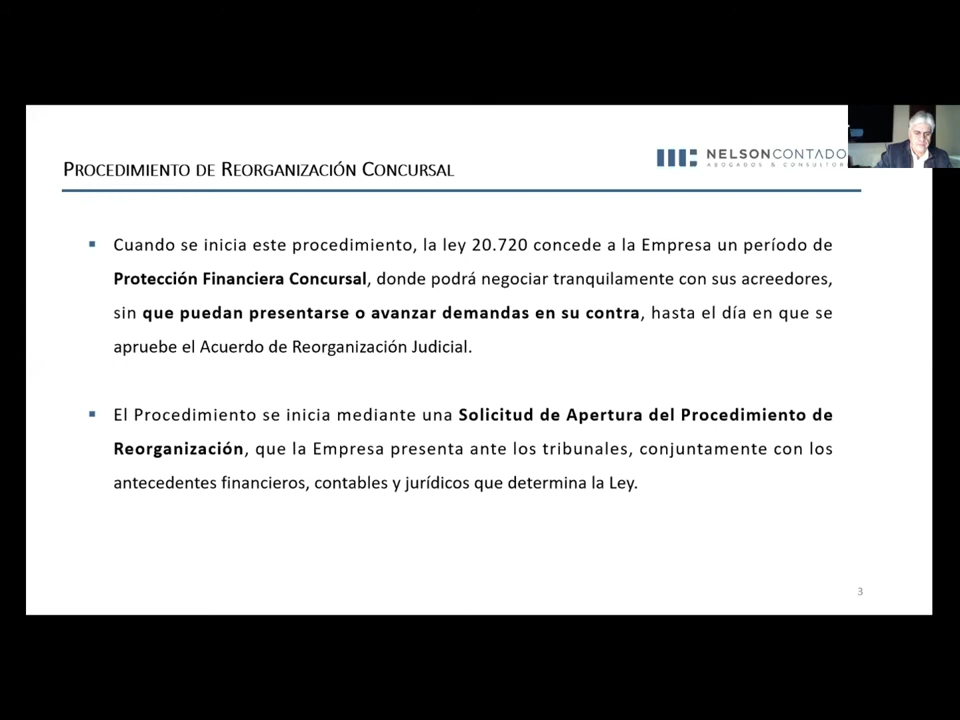 PROCEDIMIENTO DE REORGANIZACIÓN CONCURSAL
NELSONCONTADO
ABOGADOS & CONSULTOR
▪ Cuando se inicia este procedimiento, la ley 20.720 concede a la Empresa un período de
Protección Financiera Concursal, donde podrá negociar tranquilamente con sus acreedores,
sin que puedan presentarse o avanzar demandas en su contra, hasta el día en que se
apruebe el Acuerdo de Reorganización Judicial.
▪ El Procedimiento se inicia mediante una Solicitud de Apertura del Procedimiento de
Reorganización, que la Empresa presenta ante los tribunales, conjuntamente con los
antecedentes financieros, contables y jurídicos que determina la Ley.
3